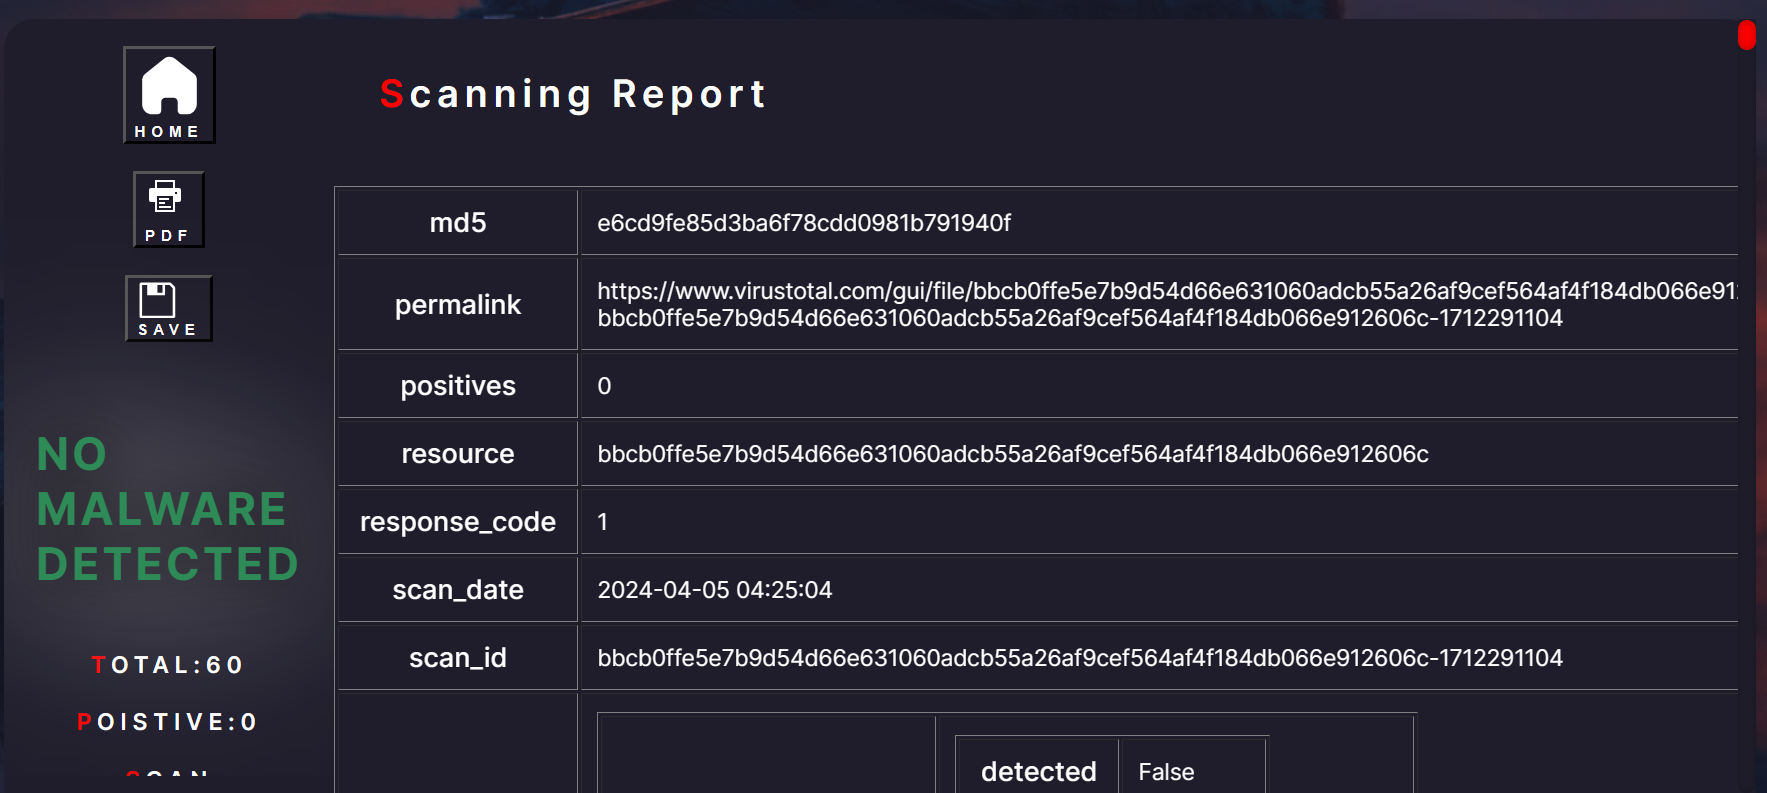 HOME
PDF
SAVE
NO
MALWARE
DETECTED
TOTAL:60
POISTIVE:0
SCAN
Scanning Report
md5 e6cd9fe85d3ba6f78cdd0981b791940f
permalink https://www.virustotal.com/gui/file/bbcb0ffe5e7b9d54d66e631060adcb55a26af9cef564af4f184db066e91
bbcb0ffe5e7b9d54d66e631060adcb55a26af9cef564af4f184db066e912606c-1712291104
positives 0
resource bbcb0ffe5e7b9d54d66e631060adcb55a26af9cef564af4f184db066e912606c
response_code 1
scan_date 2024-04-05 04:25:04
scan_id bbcb0ffe5e7b9d54d66e631060adcb55a26af9cef564af4f184db066e912606c-1712291104
detected False